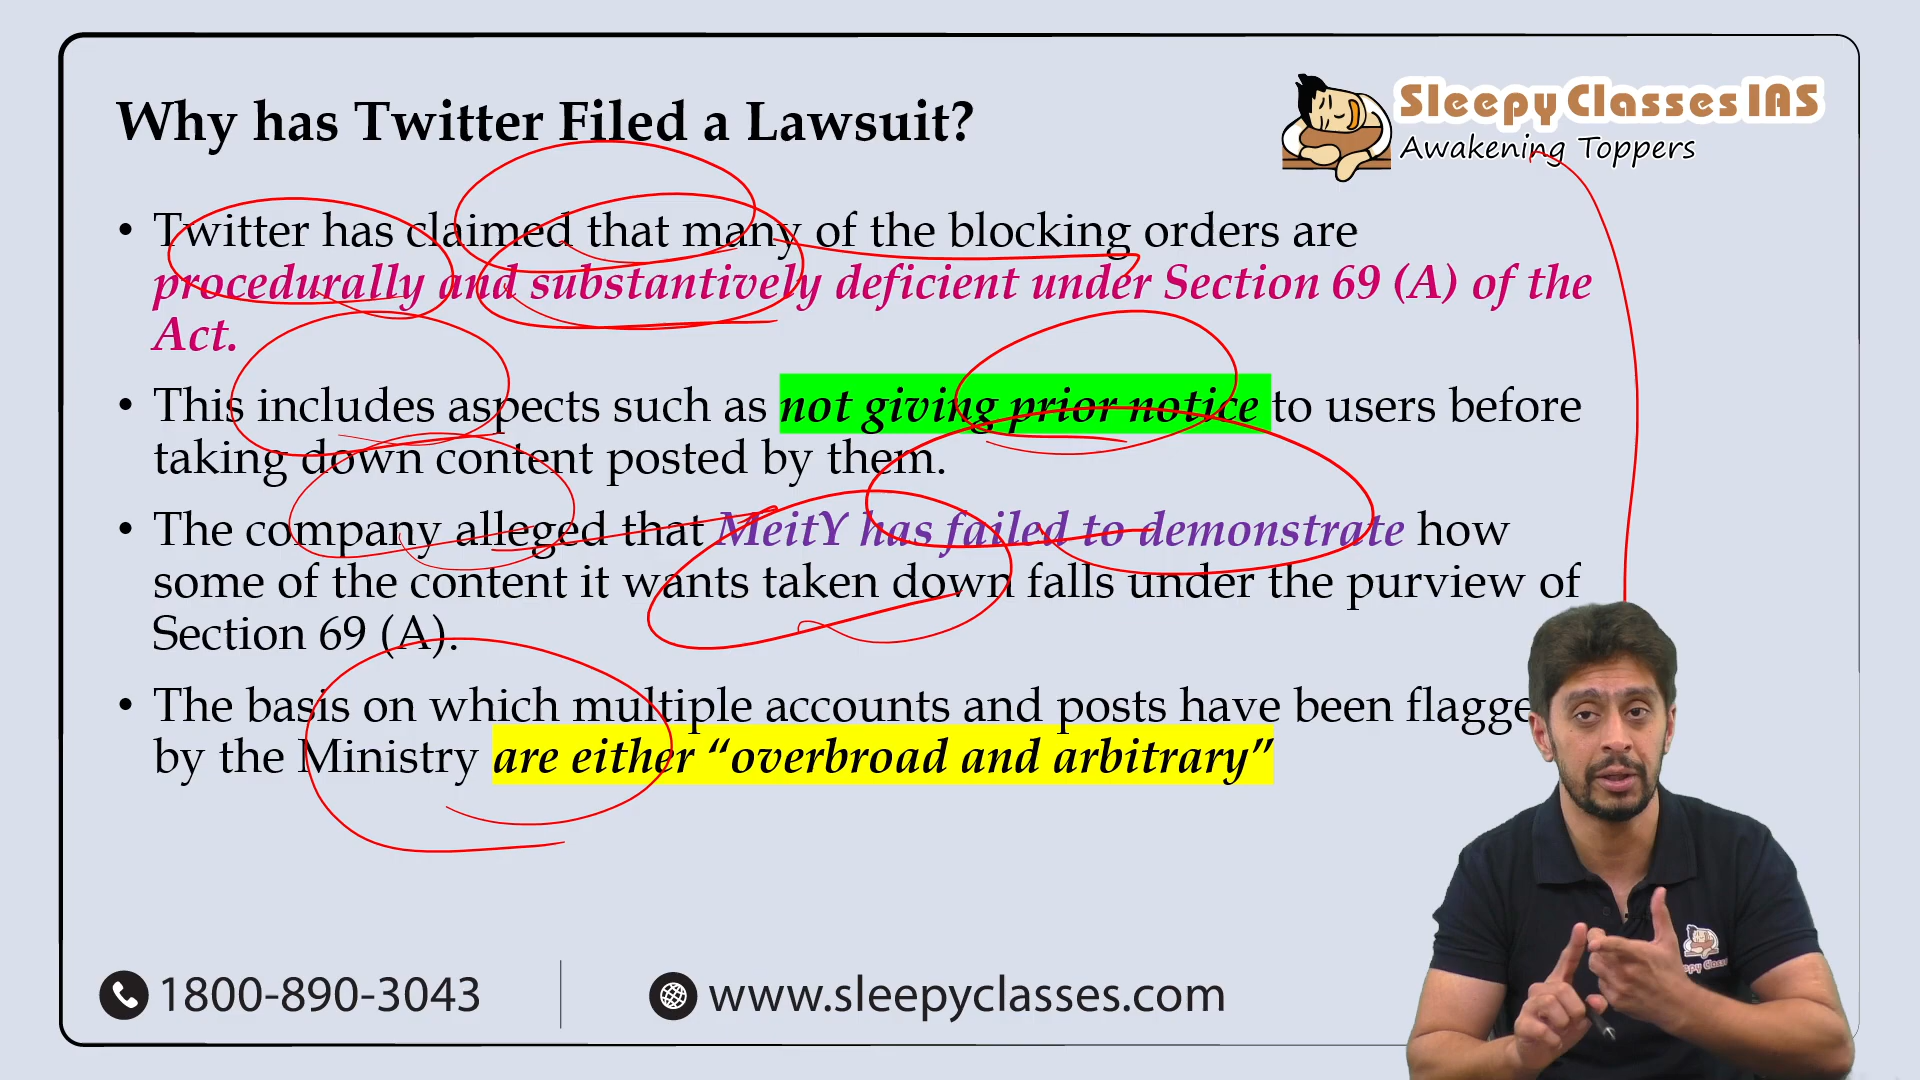 Why has Twitter Filed a Lawsuit?
Sleepy Classes IAS
Awakening Toppers
• Twitter has claimed that many of the blocking orders are
procedurally and substantively deficient under Section 69 (A) of the
Act.
• This includes aspects such as not giving prior notice to users before
taking down content posted by them.
• The company alleged that MeitY has failed to demonstrate how
some of the content it wants taken down falls under the purview of
Section 69 (A).
• The basis on which multiple accounts and posts have been flagge
by the Ministry are either “overbroad and arbitrary”
1800-890-3043
www.sleepyclasses.com